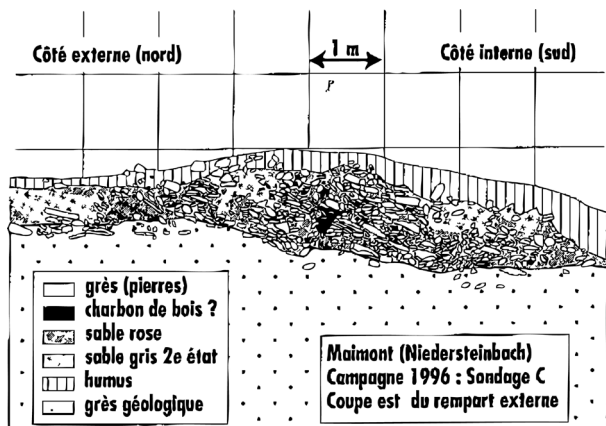 Côté externe (nord)
1 m
Côté interne (sud)
P
grès (pierres)
charbon de bois ?
sable rose
sable gris 2e état
humus
grès géologique
Maimont (Niedersteinbach)
Campagne 1996 : Sondage C
Coupe est du rempart externe